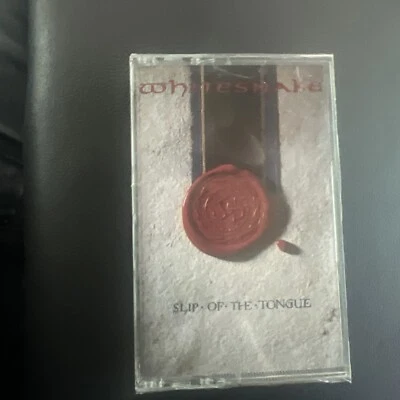 WHITESNAKE
SLIP · OF · THE · TONGUE